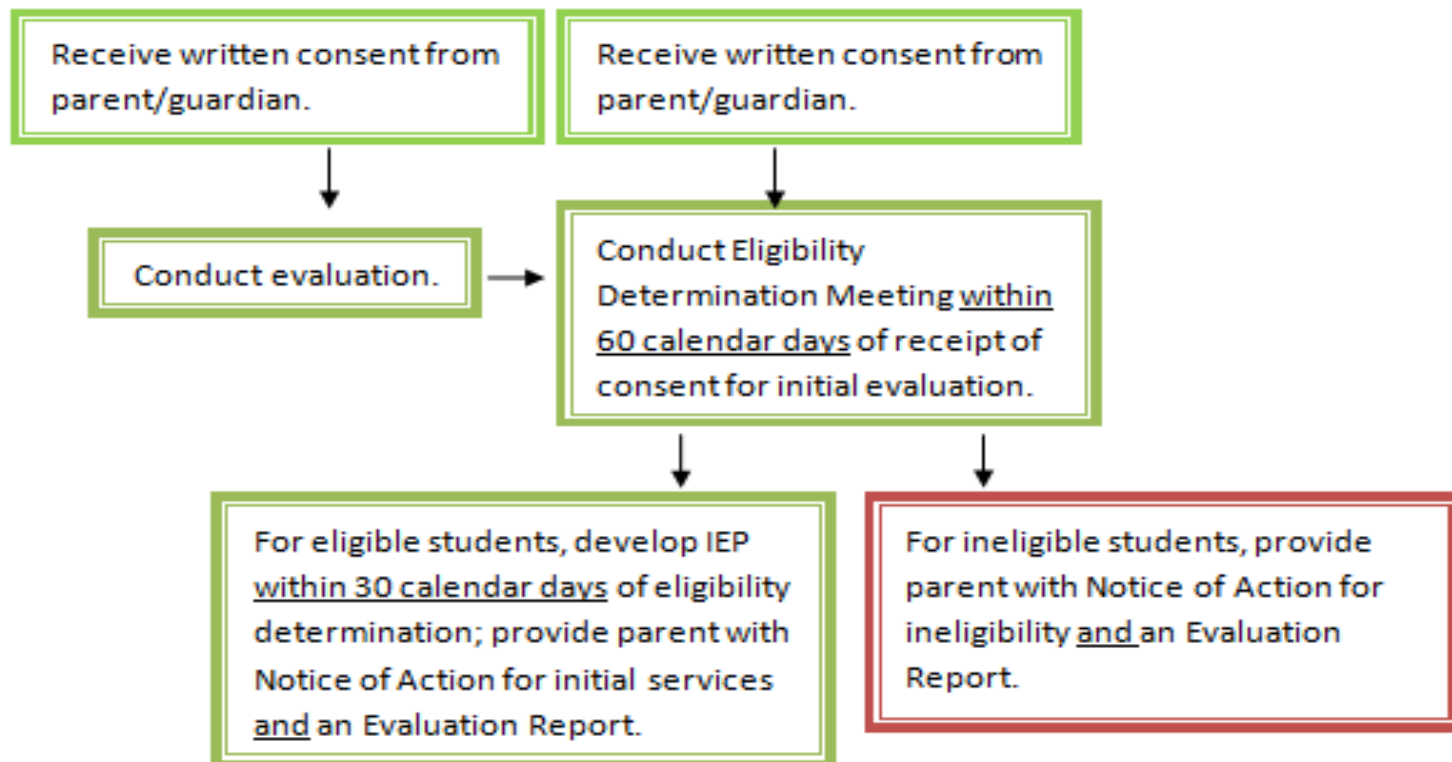 Receive written consent from
parent/guardian.
Receive written consent from
parent/guardian.
Conduct evaluation.
Conduct Eligibility
Determination Meeting within
60 calendar days of receipt of
consent for initial evaluation.
For eligible students, develop IEP
within 30 calendar days of eligibility
determination; provide parent with
Notice of Action for initial services
and an Evaluation Report.
For ineligible students, provide
parent with Notice of Action for
ineligibility and an Evaluation
Report.